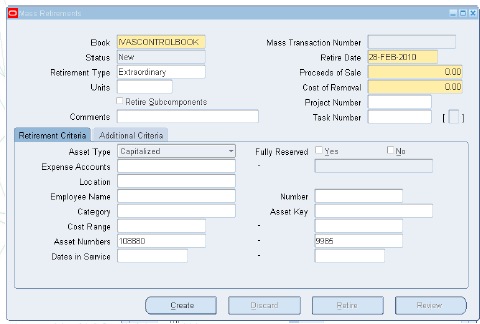 Mass Retirements
Book IVASCONTROLBOOK Mass Transaction Number
Status New Retire Date 28-FEB-2010
Retirement Type Extraordinary Proceeds of Sale 0.00
Units Cost of Removal 0.00
Retire Subcomponents Project Number
Comments Task Number [ ]
Retirement Criteria Additional Criteria
Asset Type Capitalized Fully Reserved Yes No
Expense Accounts -
Location
Employee Name Number
Category Asset Key
Cost Range -
Asset Numbers 108880 - 9986
Dates in Service -
Create Discard Retire Review